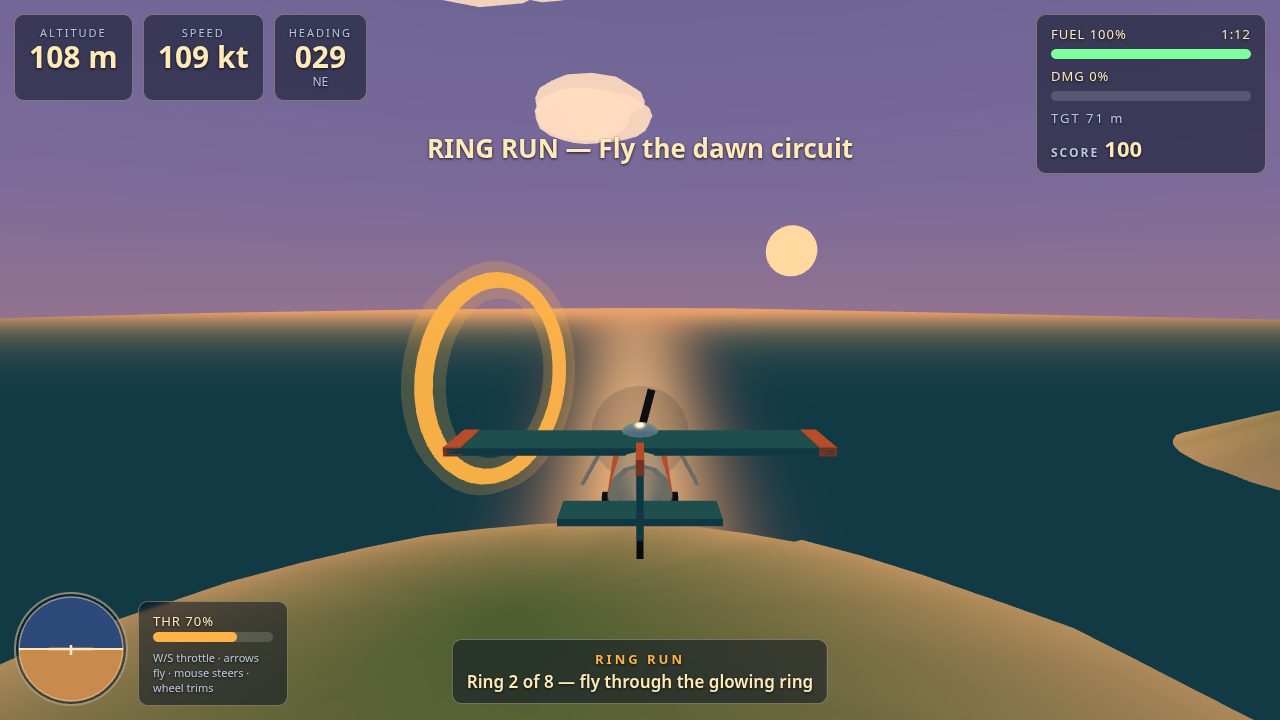 ALTITUDE
108 m
SPEED
109 kt
HEADING
029
NE
FUEL 100% 1:12
DMG 0%
TGT 71 m
SCORE 100
RING RUN — Fly the dawn circuit
THR 70%
W/S throttle · arrows
fly · mouse steers ·
wheel trims
RING RUN
Ring 2 of 8 — fly through the glowing ring